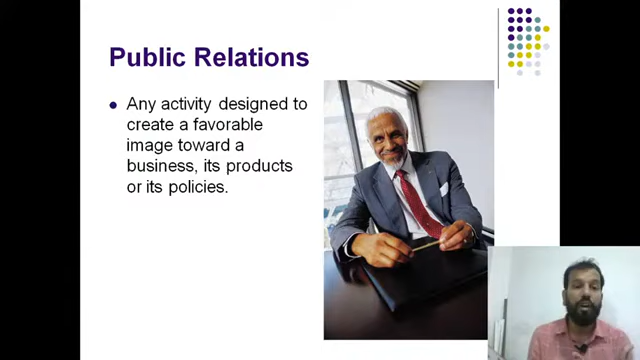 Public Relations
Any activity designed to
create a favorable
image toward a
business, its products
or its policies.